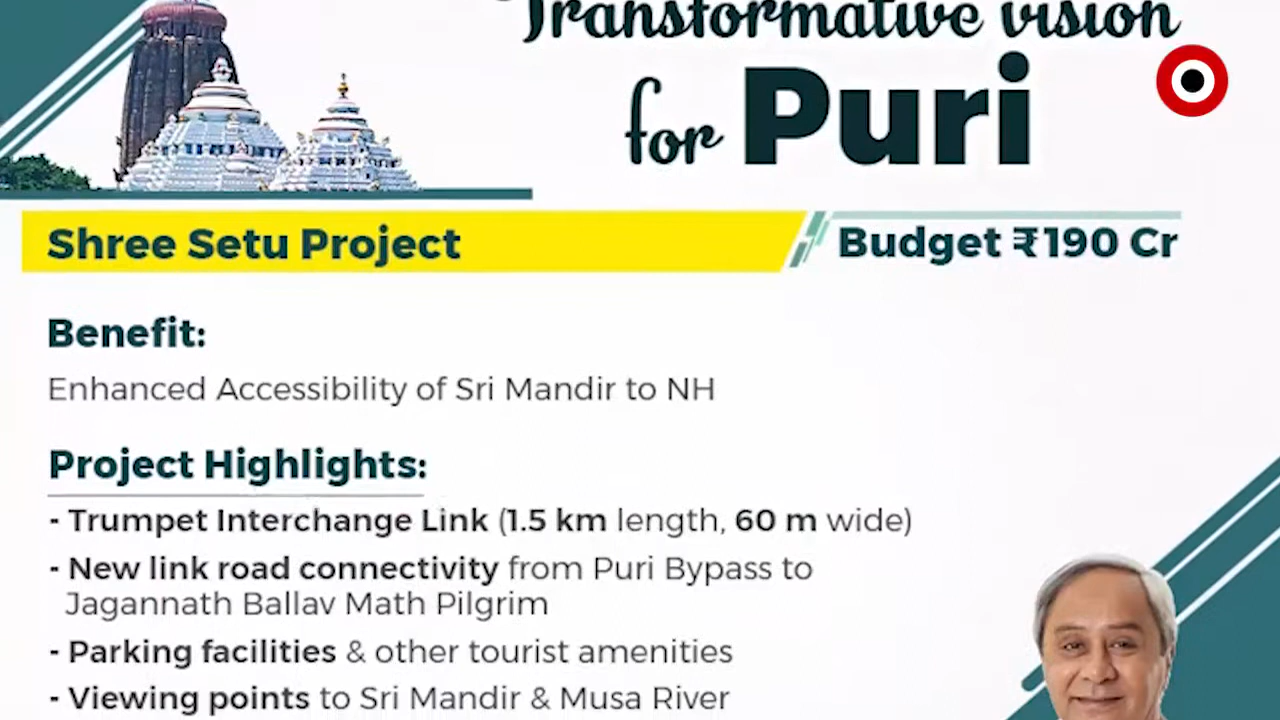 Transformative vision
for Puri
Shree Setu Project
Budget ₹190 Cr
Benefit:
Enhanced Accessibility of Sri Mandir to NH
Project Highlights:
- Trumpet Interchange Link (1.5 km length, 60 m wide)
- New link road connectivity from Puri Bypass to
Jagannath Ballav Math Pilgrim
- Parking facilities & other tourist amenities
- Viewing points to Sri Mandir & Musa River